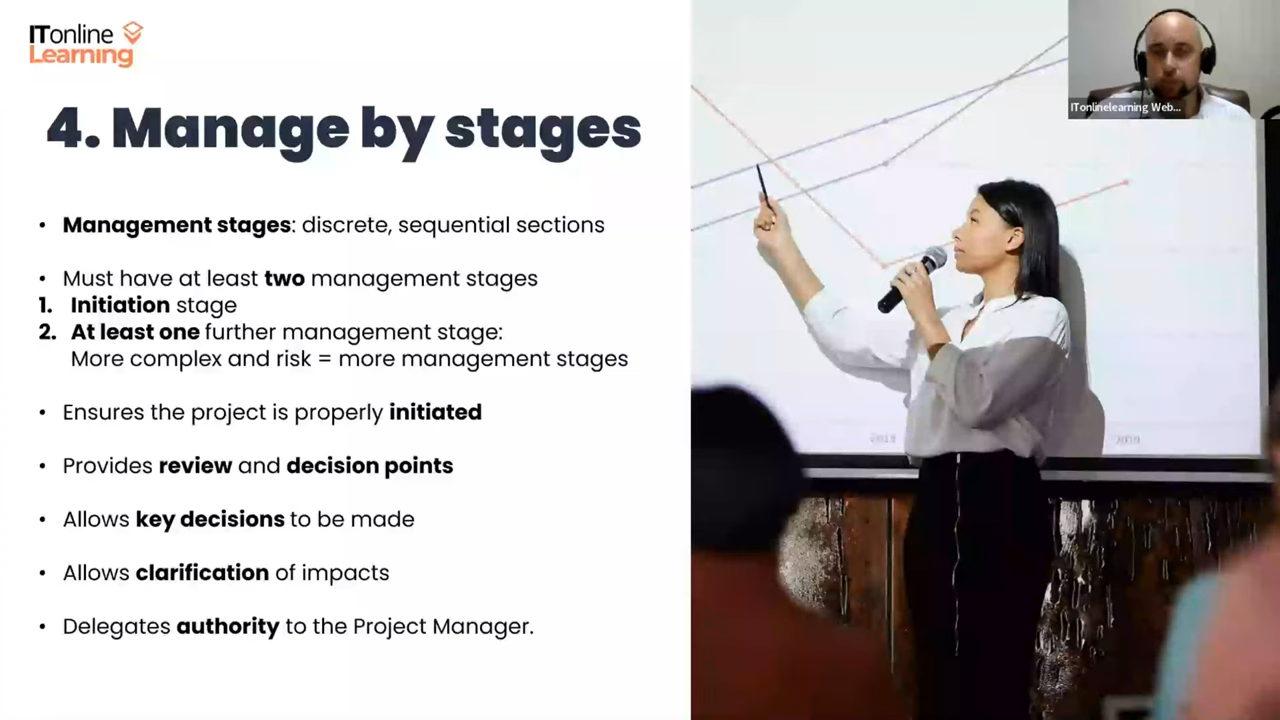 ITonline
Learning
4. Manage by stages
• Management stages: discrete, sequential sections
• Must have at least two management stages
1. Initiation stage
2. At least one further management stage:
More complex and risk = more management stages
• Ensures the project is properly initiated
• Provides review and decision points
• Allows key decisions to be made
• Allows clarification of impacts
• Delegates authority to the Project Manager.
ITonlinelearning Web...
2018
2019